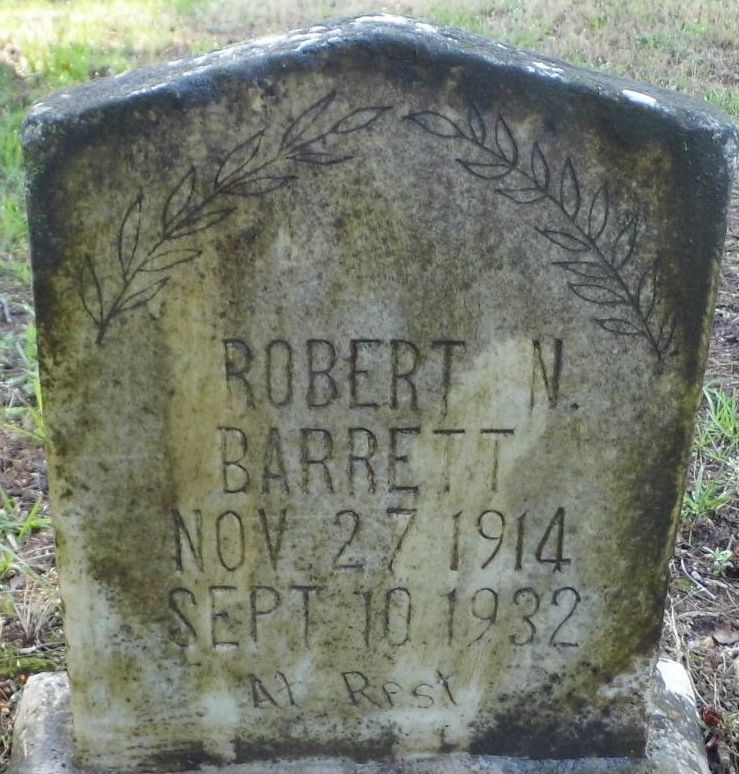 ROBERT N.
BARRETT
NOV. 27 1914
SEPT 10 1932
At Rest